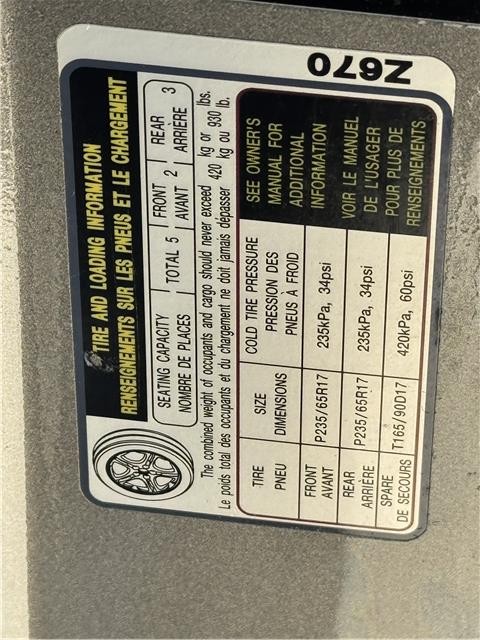 Z670
TIRE AND LOADING INFORMATION
RENSEIGNEMENTS SUR LES PNEUS ET LE CHARGEMENT
SEATING CAPACITY
NOMBRE DE PLACES
TOTAL 5
FRONT
AVANT 2
REAR
ARRIÈRE 3
The combined weight of occupants and cargo should never exceed 420 kg or 930 lbs.
Le poids total des occupants et du chargement ne doit jamais dépasser 420 kg ou 930 lb.
TIRE
PNEU
SIZE
DIMENSIONS
COLD TIRE PRESSURE
PRESSION DES
PNEUS À FROID
SEE OWNER'S
MANUAL FOR
ADDITIONAL
INFORMATION
VOIR LE MANUEL
DE L'USAGER
POUR PLUS DE
RENSEIGNEMENTS
FRONT
AVANT
P235/65R17
235kPa, 34psi
REAR
ARRIÈRE
P235/65R17
235kPa, 34psi
SPARE
DE SECOURS
T165/90D17
420kPa, 60psi